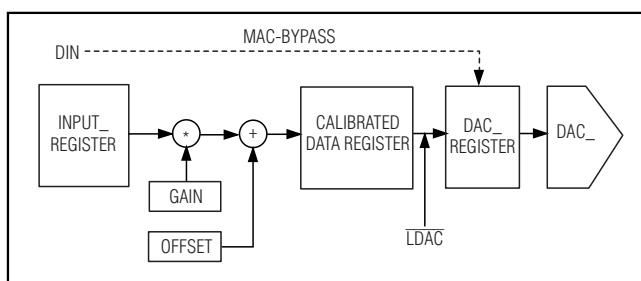 DIN
MAC-BYPASS
INPUT_
REGISTER
*
+
CALIBRATED
DATA REGISTER
DAC_
REGISTER
DAC_
GAIN
OFFSET
LDAC